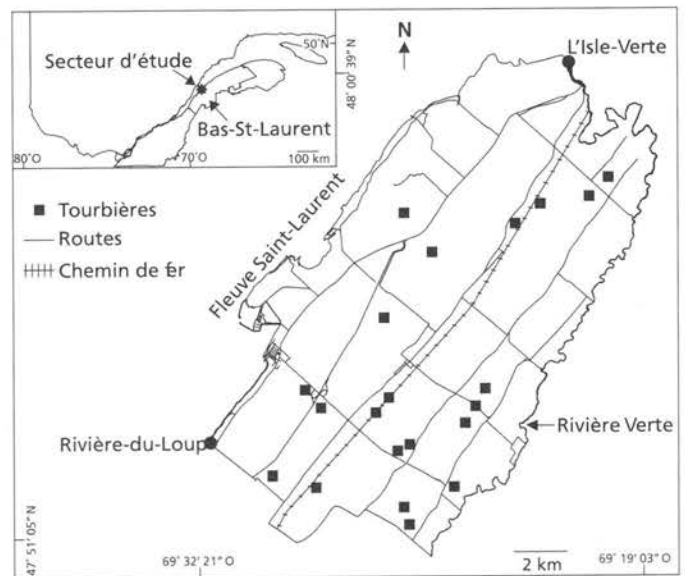 50°N
Secteur d'étude
Bas-St-Laurent
80°O
70°O
100 km
N
L'Isle-Verte
48° 00' 39" N
Tourbières
Routes
Chemin de fer
Fleuve Saint-Laurent
Rivière-du-Loup
Rivière Verte
47° 51' 05" N
69° 32' 21" O
2 km
69° 19' 03" O